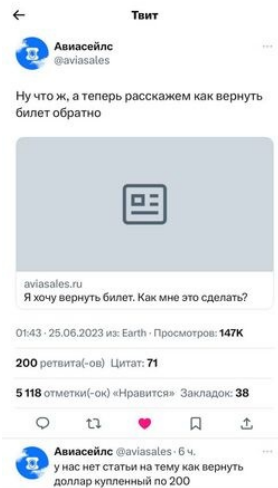 Твит
Авиасейлс
@aviasales
Ну что ж, а теперь расскажем как вернуть
билет обратно
aviasales.ru
Я хочу вернуть билет. Как мне это сделать?
01:43 · 25.06.2023 из: Earth · Просмотров: 147K
200 ретвита(-ов) Цитат: 71
5 118 отметки(-ок) «Нравится» Закладок: 38
Авиасейлс @aviasales · 6 ч.
у нас нет статьи на тему как вернуть
доллар купленный по 200